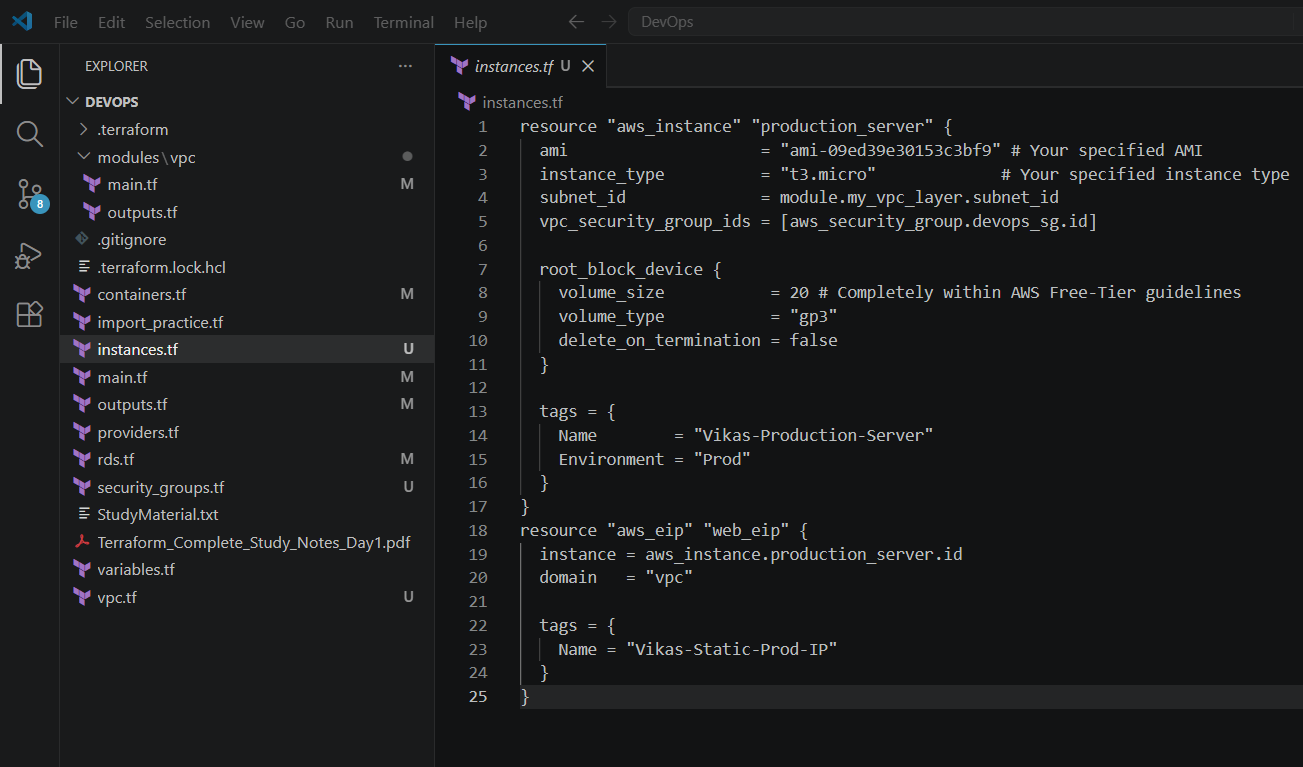 File Edit Selection View Go Run Terminal Help
DevOps
EXPLORER
...
DEVOPS
.terraform
modules\vpc
main.tf M
outputs.tf
.gitignore
.terraform.lock.hcl
containers.tf M
import_practice.tf
instances.tf U
main.tf M
outputs.tf M
providers.tf
rds.tf M
security_groups.tf U
StudyMaterial.txt
Terraform_Complete_Study_Notes_Day1.pdf
variables.tf
vpc.tf U
8
instances.tf U
instances.tf
1 resource "aws_instance" "production_server" {
2   ami                    = "ami-09ed39e30153c3bf9" # Your specified AMI
3   instance_type          = "t3.micro"             # Your specified instance type
4   subnet_id              = module.my_vpc_layer.subnet_id
5   vpc_security_group_ids = [aws_security_group.devops_sg.id]
6
7   root_block_device {
8     volume_size           = 20 # Completely within AWS Free-Tier guidelines
9     volume_type           = "gp3"
10     delete_on_termination = false
11   }
12
13   tags = {
14     Name        = "Vikas-Production-Server"
15     Environment = "Prod"
16   }
17 }
18 resource "aws_eip" "web_eip" {
19   instance = aws_instance.production_server.id
20   domain   = "vpc"
21
22   tags = {
23     Name = "Vikas-Static-Prod-IP"
24   }
25 }